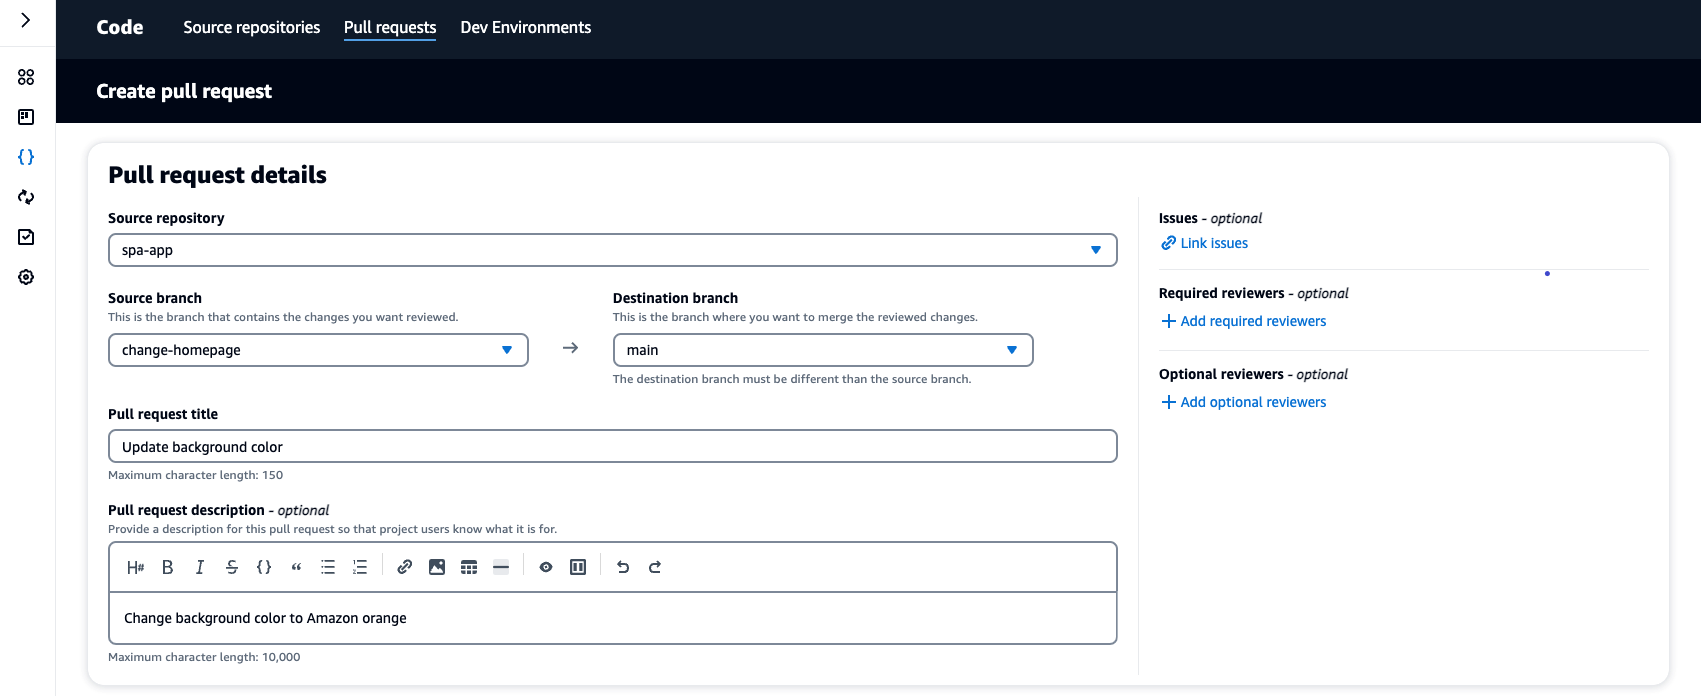 Code Source repositories Pull requests Dev Environments
Create pull request
Pull request details
Source repository
spa-app
Source branch
This is the branch that contains the changes you want reviewed.
change-homepage
Destination branch
This is the branch where you want to merge the reviewed changes.
main
The destination branch must be different than the source branch.
Pull request title
Update background color
Maximum character length: 150
Pull request description - optional
Provide a description for this pull request so that project users know what it is for.
H#
B
I
S
Change background color to Amazon orange
Maximum character length: 10,000
Issues - optional
Link issues
Required reviewers - optional
Add required reviewers
Optional reviewers - optional
Add optional reviewers